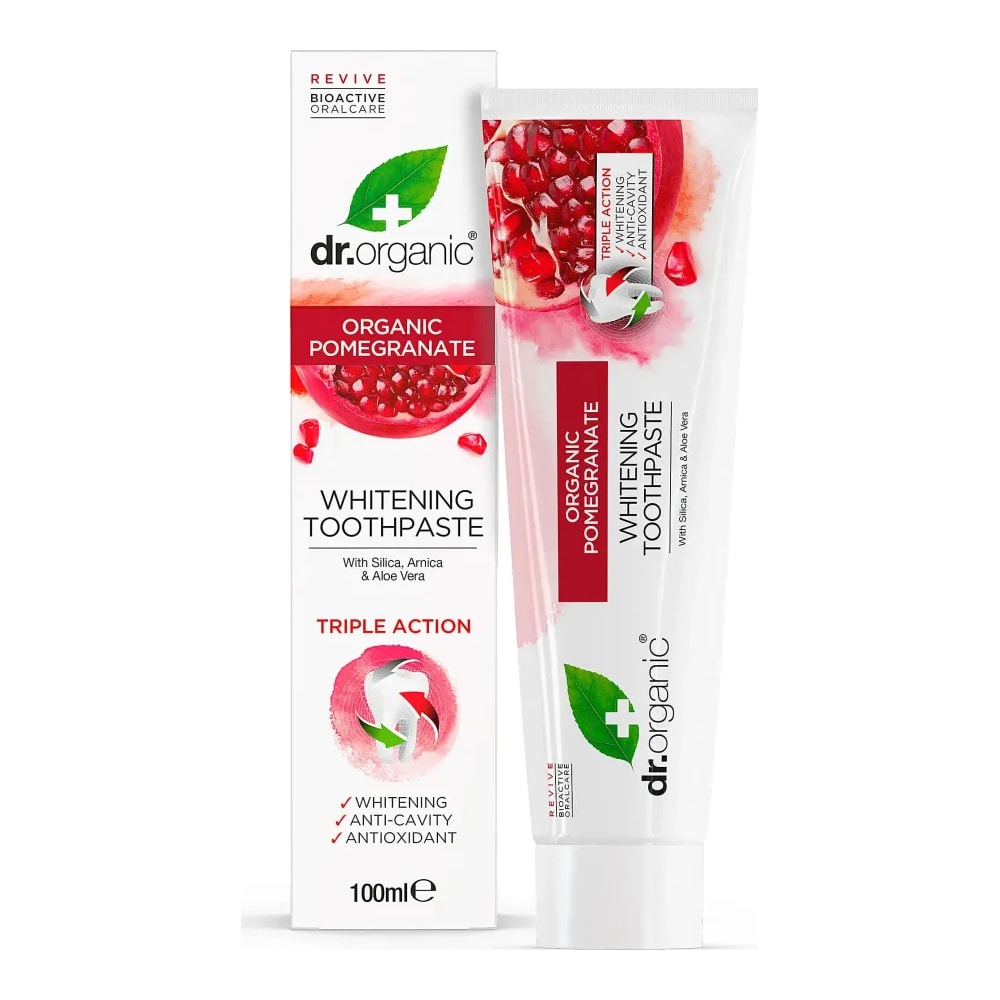 REVIVE
BIOACTIVE
ORALCARE
dr.organic®
ORGANIC
POMEGRANATE
WHITENING
TOOTHPASTE
With Silica, Arnica
& Aloe Vera
TRIPLE ACTION
✓ WHITENING
✓ ANTI-CAVITY
✓ ANTIOXIDANT
100ml℮
TRIPLE ACTION
✓ WHITENING
✓ ANTI-CAVITY
✓ ANTIOXIDANT
ORGANIC
POMEGRANATE
WHITENING
TOOTHPASTE
With Silica, Arnica & Aloe Vera
dr.organic®
REVIVE
BIOACTIVE
ORALCARE